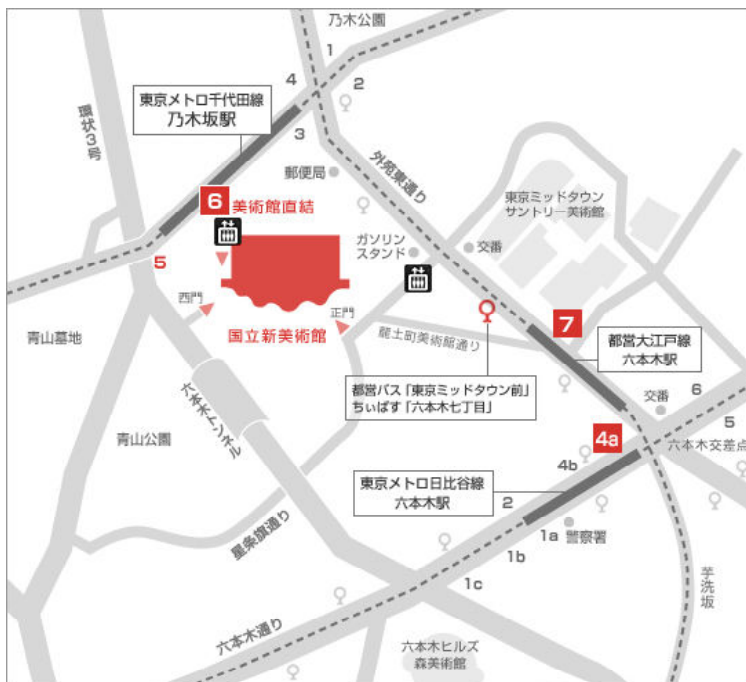 乃木公園
1
2
4
3
東京メトロ千代田線
乃木坂駅
環状3号
郵便局
外苑東通り
6
美術館直結
東京ミッドタウン
サントリー美術館
ガソリン
スタンド
交番
5
西門
正門
国立新美術館
青山墓地
龍土町美術館通り
7
都営大江戸線
六本木駅
都営バス「東京ミッドタウン前」
ちぃばす「六本木七丁目」
六本木トンネル
交番
6
5
青山公園
4a
六本木交差点
4b
東京メトロ日比谷線
六本木駅
2
1a
警察署
1b
1c
星条旗通り
芋洗坂
六本木通り
六本木ヒルズ
森美術館